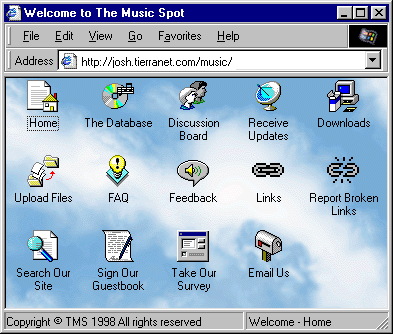 Welcome to The Music Spot
File Edit View Go Favorites Help
Address http://josh.tierranet.com/music/
Home
The Database
Discussion
Board
Receive
Updates
Downloads
Upload Files
FAQ
Feedback
Links
Report Broken
Links
Search Our
Site
Sign Our
Guestbook
Take Our
Survey
Email Us
Copyright © TMS 1998 All rights reserved
Welcome - Home